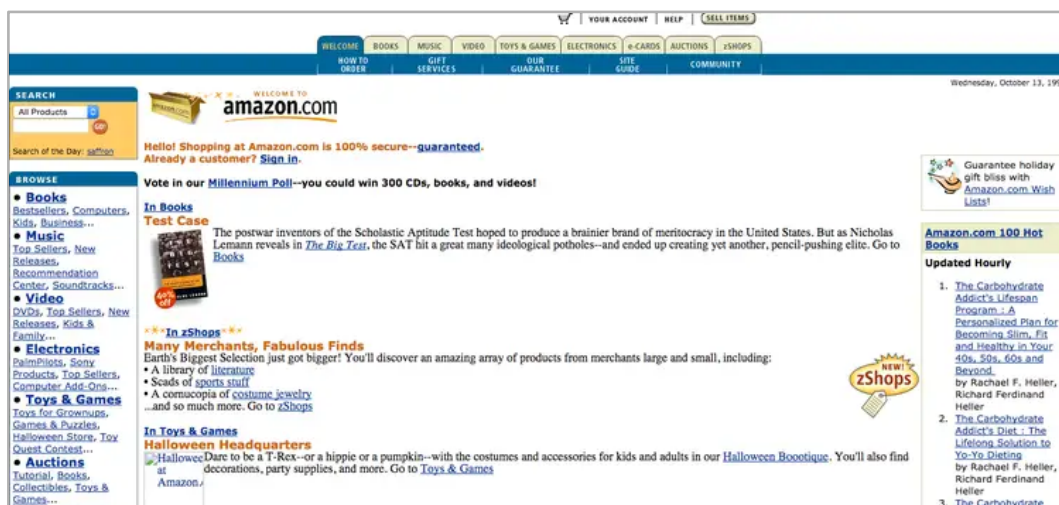 YOUR ACCOUNT | HELP | SELL ITEMS
WELCOME BOOKS MUSIC VIDEO TOYS & GAMES ELECTRONICS e-CARDS AUCTIONS zSHOPS
HOW TO ORDER | GIFT SERVICES | OUR GUARANTEE | SITE GUIDE | COMMUNITY
Wednesday, October 13, 199
SEARCH
All Products
GO!
Search of the Day: saffron
BROWSE
• Books
Bestsellers, Computers,
Kids, Business...
• Music
Top Sellers, New
Releases,
Recommendation
Center, Soundtracks...
• Video
DVDs, Top Sellers, New
Releases, Kids &
Family...
• Electronics
PalmPilots, Sony
Products, Top Sellers,
Computer Add-Ons...
• Toys & Games
Toys for Grownups,
Games & Puzzles,
Halloween Store, Toy
Quest Contest...
• Auctions
Tutorial, Books,
Collectibles, Toys &
Games...
WELCOME TO
amazon.com
Hello! Shopping at Amazon.com is 100% secure--guaranteed.
Already a customer? Sign in.
Vote in our Millennium Poll--you could win 300 CDs, books, and videos!
In Books
Test Case
The postwar inventors of the Scholastic Aptitude Test hoped to produce a brainier brand of meritocracy in the United States. But as Nicholas
Lemann reveals in The Big Test, the SAT hit a great many ideological potholes--and ended up creating yet another, pencil-pushing elite. Go to
Books
40% off
In zShops
Many Merchants, Fabulous Finds
Earth's Biggest Selection just got bigger! You'll discover an amazing array of products from merchants large and small, including:
• A library of literature
• Scads of sports stuff
• A cornucopia of costume jewelry
...and so much more. Go to zShops
NEW!
zShops
In Toys & Games
Halloween Headquarters
Hallowee
at
Amazon.
Dare to be a T-Rex--or a hippie or a pumpkin--with the costumes and accessories for kids and adults in our Halloween Boootique. You'll also find
decorations, party supplies, and more. Go to Toys & Games
Guarantee holiday
gift bliss with
Amazon.com Wish
Lists!
Amazon.com 100 Hot
Books
Updated Hourly
1. The Carbohydrate
Addict's Lifespan
Program : A
Personalized Plan for
Becoming Slim, Fit
and Healthy in Your
40s, 50s, 60s and
Beyond
by Rachael F. Heller,
Richard Ferdinand
Heller
2. The Carbohydrate
Addict's Diet : The
Lifelong Solution to
Yo-Yo Dieting
by Rachael F. Heller,
Richard Ferdinand
Heller
3. The Carbohydrate